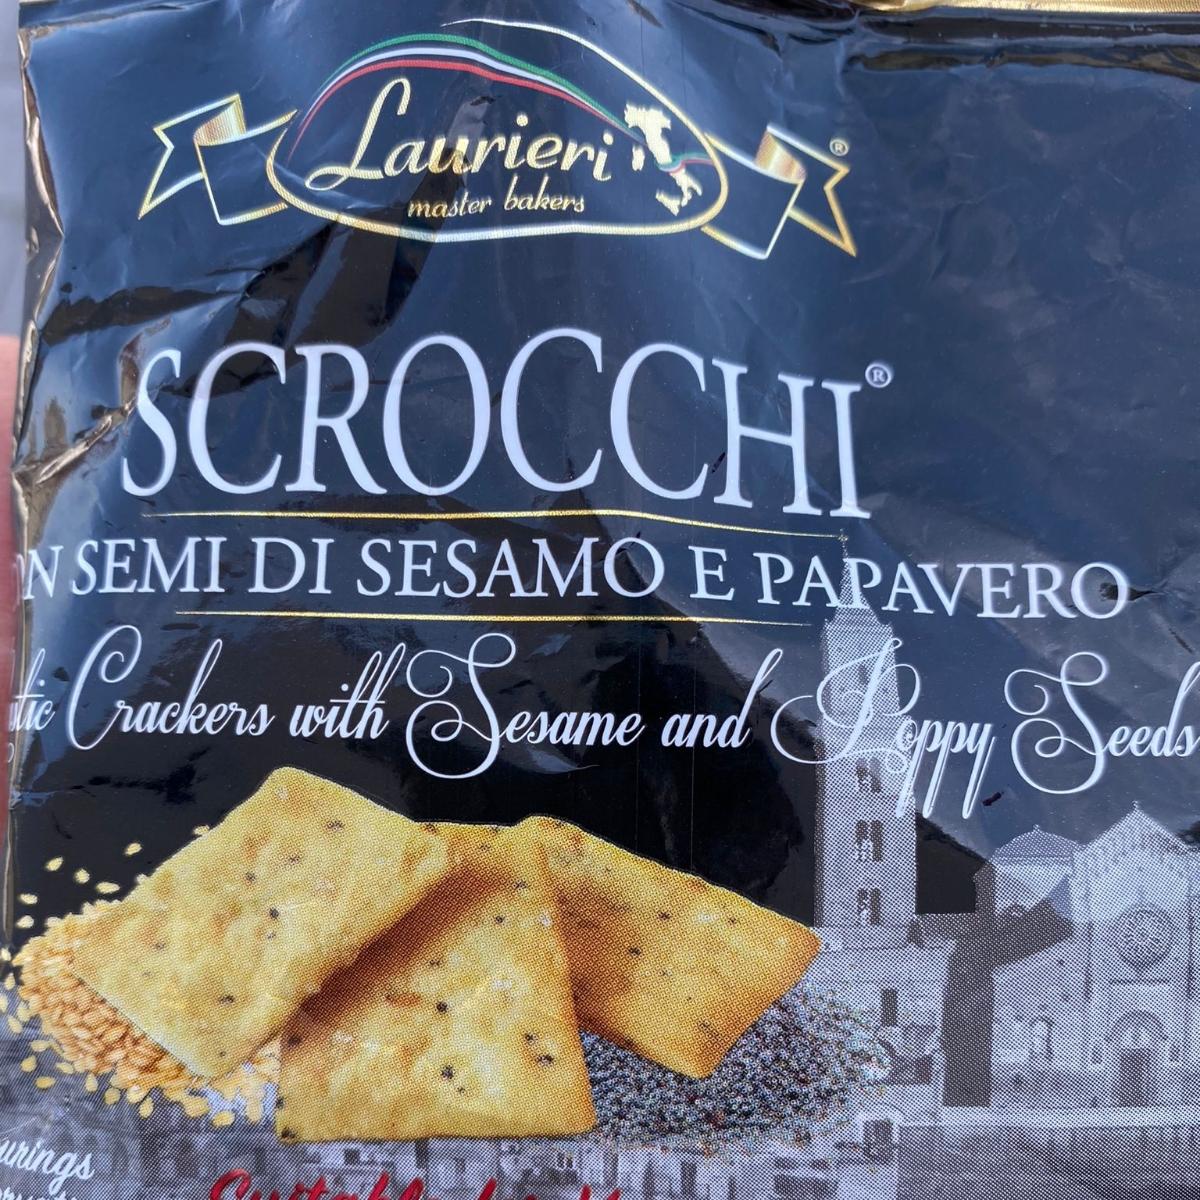 Laurieri
master bakers
®
SCROCCHI®
SEMI DI SESAMO E PAPAVERO
Crackers with Sesame and Poppy Seeds